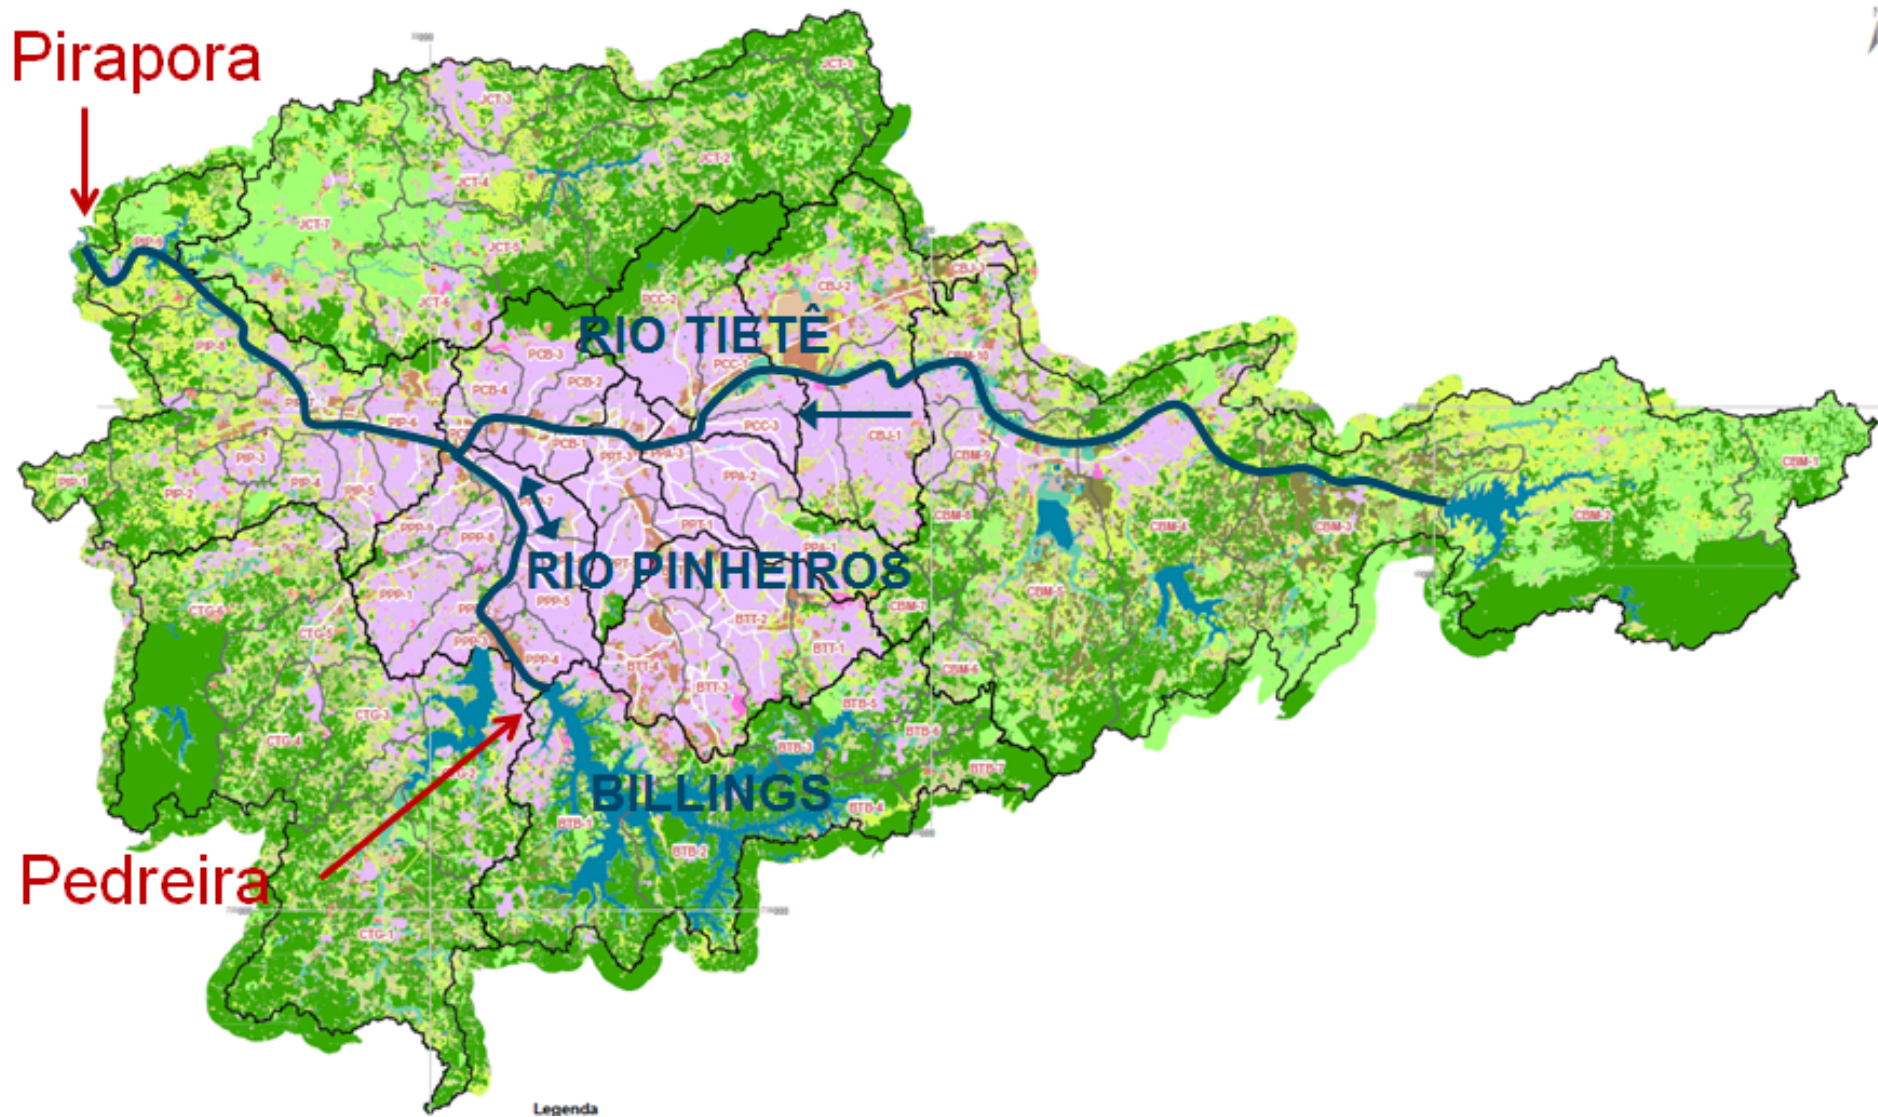 Pirapora
JCT-1
JCT-3
JCT-2
JCT-4
JCT-7
PIP-9
JCT-5
CBJ-3
CBJ-2
PCC-2
JCT-6
RIO TIETÊ
PIP-8
PCB-3
CBM-10
PCC-1
PCB-4
PCB-2
PIP-6
PCC-3
CBJ-1
PCB-1
PPT-3
PPA-3
CBM-9
PIP-3
CBM-1
PIP-1
PIP-2
PIP-4
PIP-5
PPA-2
CBM-8
CBM-2
PPP-9
PPT-1
CBM-4
CBM-3
PPP-8
PPA-1
RIO PINHEIROS
PPP-1
PPP-5
CBM-5
CTG-6
CBM-7
BTT-2
CTG-5
PPP-3
BTT-1
PPP-4
BTT-4
CBM-6
BTT-3
CTG-3
BTB-5
CTG-4
BTB-6
BTB-3
BTB-7
BILLINGS
BTB-4
BTB-1
BTB-2
Pedreira
CTG-1
Legenda